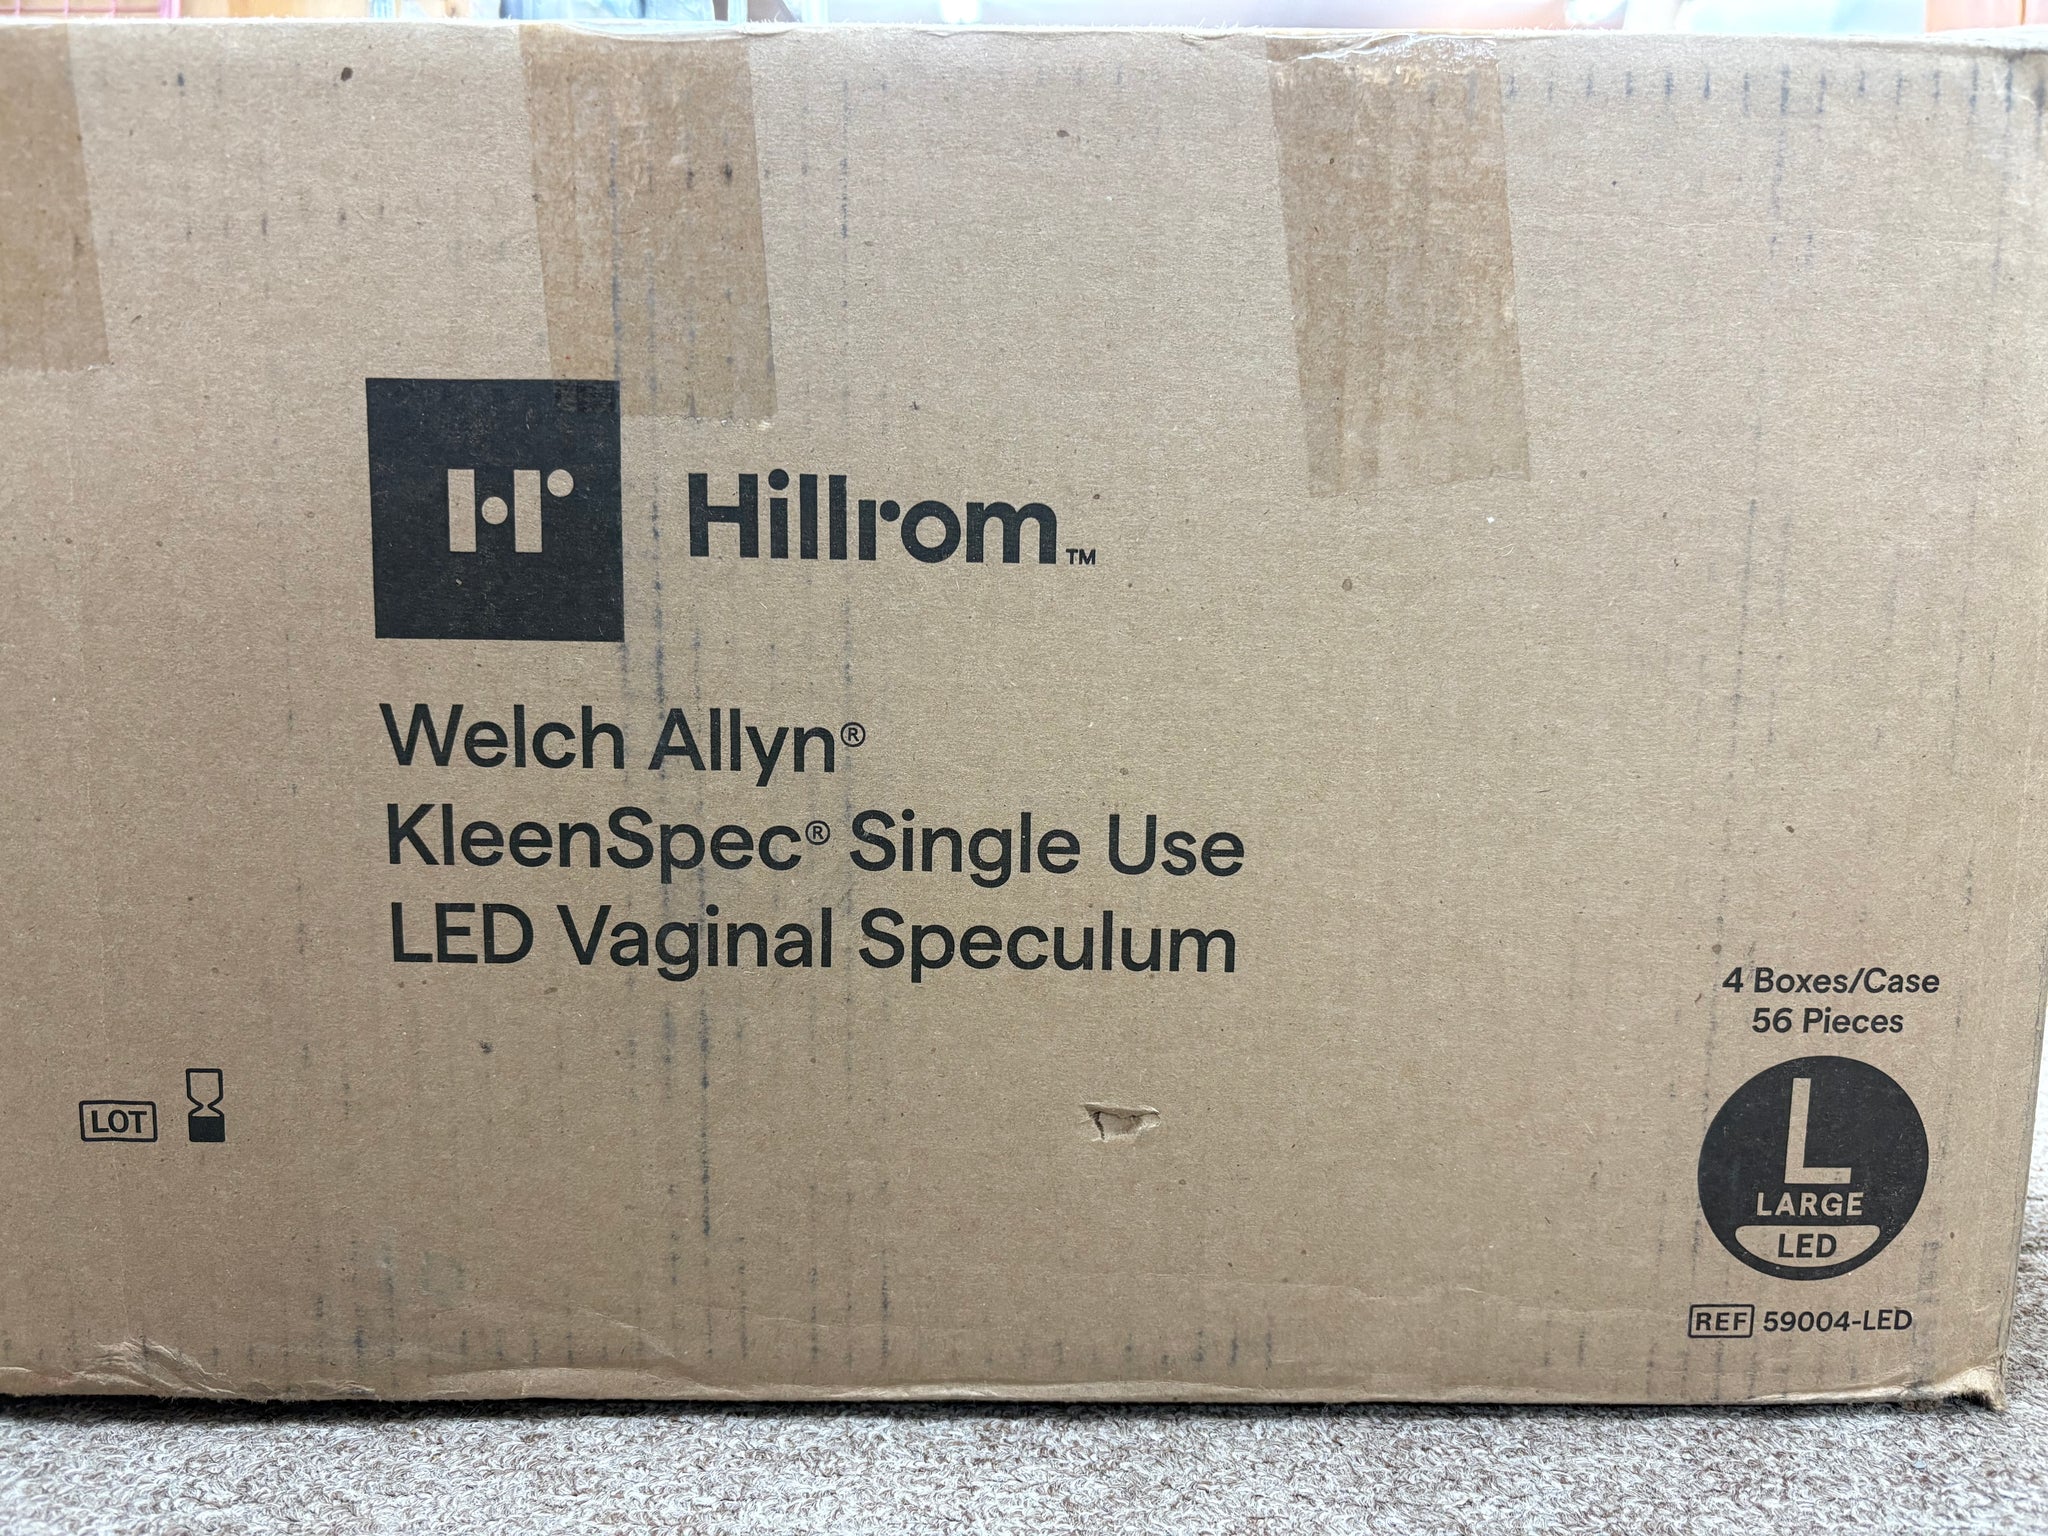 Hillrom™
Welch Allyn®
KleenSpec® Single Use
LED Vaginal Speculum
4 Boxes/Case
56 Pieces
L
LARGE
LED
LOT
REF 59004-LED